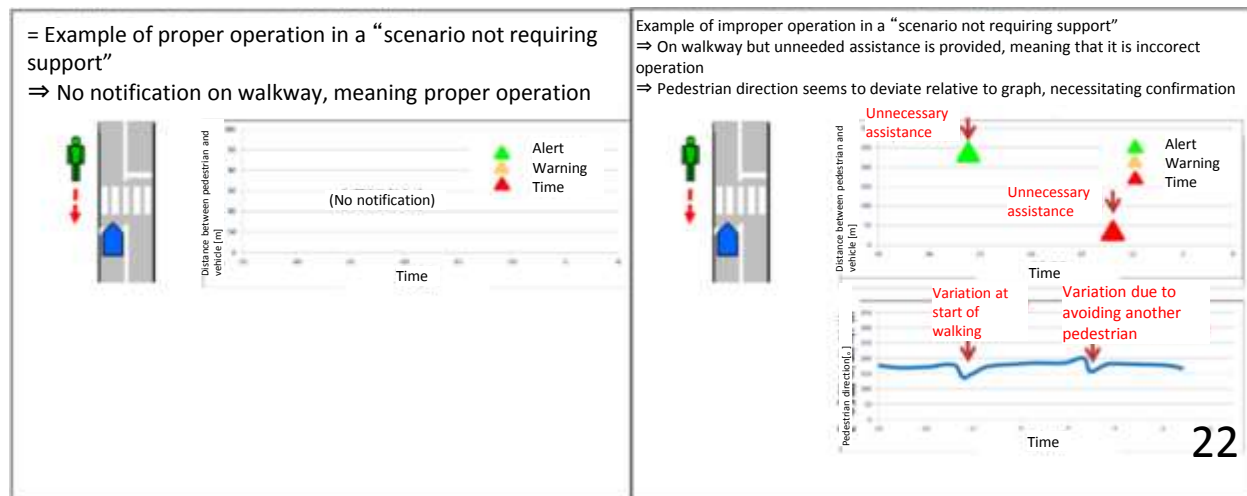 = Example of proper operation in a “scenario not requiring
support”
⇒ No notification on walkway, meaning proper operation
Distance between pedestrian and
vehicle [m]
Alert
Warning
Time
(No notification)
Time
Example of improper operation in a “scenario not requiring support”
⇒ On walkway but unneeded assistance is provided, meaning that it is inccorect
operation
⇒ Pedestrian direction seems to deviate relative to graph, necessitating confirmation
Unnecessary
assistance
Distance between pedestrian and
vehicle [m]
Alert
Warning
Time
Unnecessary
assistance
Time
Variation at
start of
walking
Variation due to
avoiding another
pedestrian
Pedestrian direction[。]
Time
22